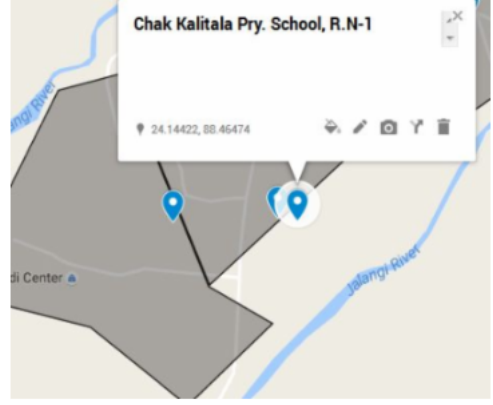 Chak Kalitala Pry. School, R.N-1
24.14422, 88.46474
Jalangi River
di Center
Jalangi River